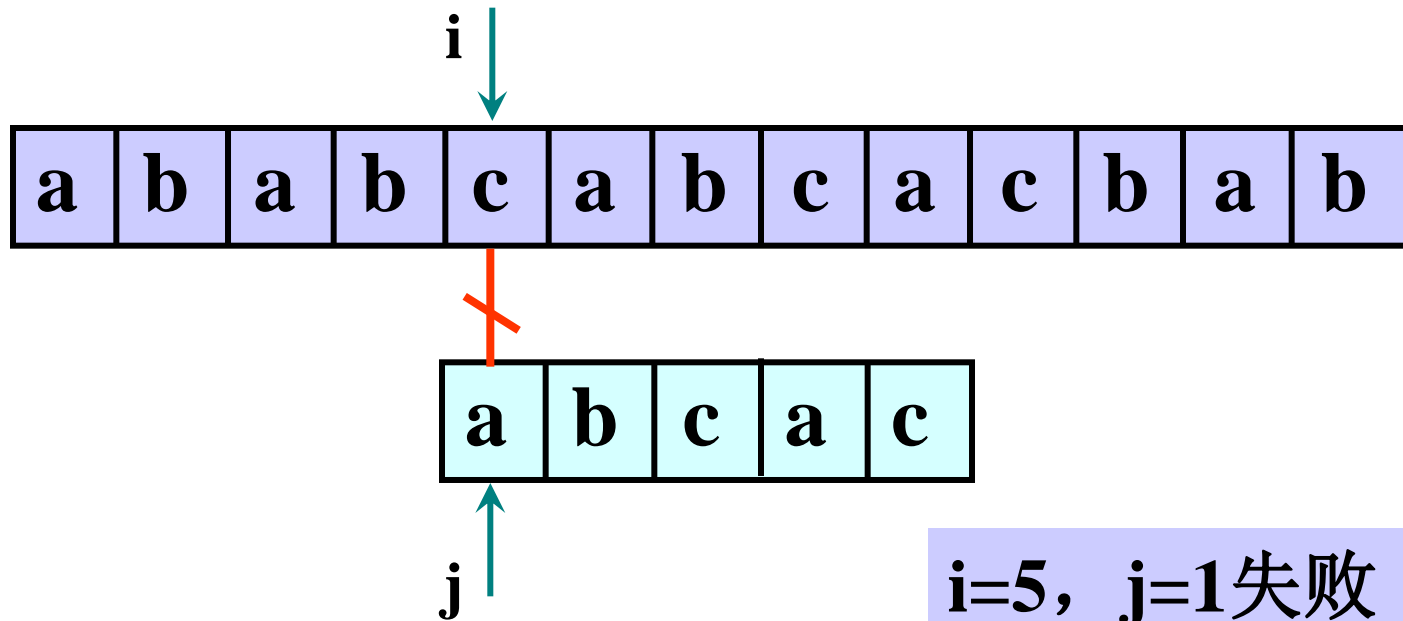 i
a b a b c a b c a c b a b
a b c a c
j
i=5，j=1失败